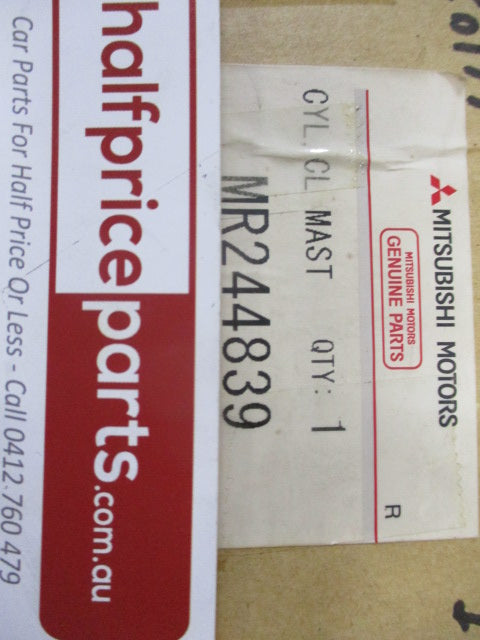 MITSUBISHI MOTORS
MITSUBISHI MOTORS
GENUINE PARTS
R
CYL, CL MAST QTY: 1
MR244839
halfpriceparts.com.au
Car Parts For Half Price Or Less - Call 0412 760 479